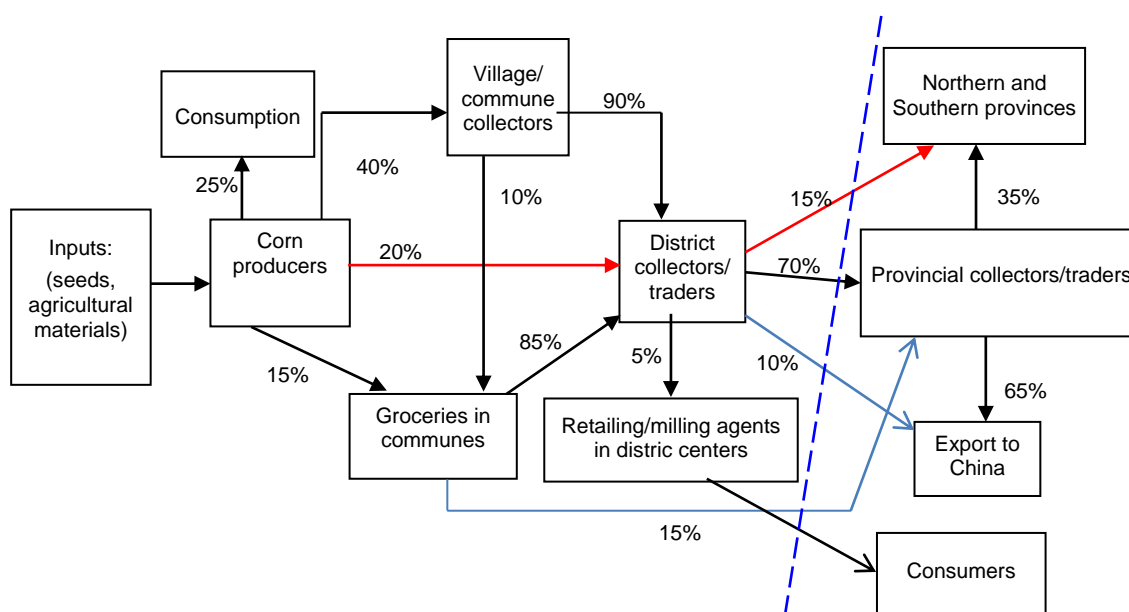 Village/
commune
collectors
90%
Northern and
Southern provinces
Consumption
40%
25%
10%
15%
35%
Inputs:
(seeds,
agricultural
materials)
Corn
producers
20%
District
collectors/
traders
70%
Provincial collectors/traders
85%
5%
10%
15%
65%
Groceries in
communes
Retailing/milling agents
in distric centers
Export to
China
15%
Consumers